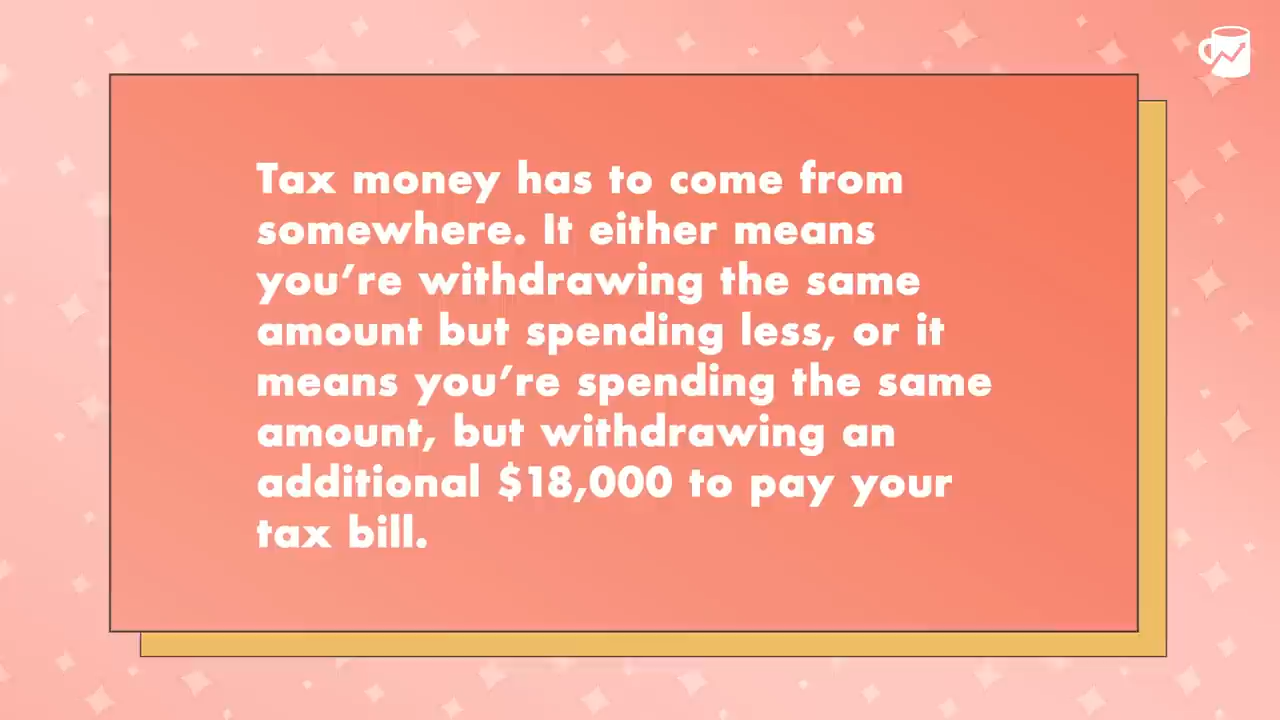 Tax money has to come from
somewhere. It either means
you’re withdrawing the same
amount but spending less, or it
means you’re spending the same
amount, but withdrawing an
additional $18,000 to pay your
tax bill.